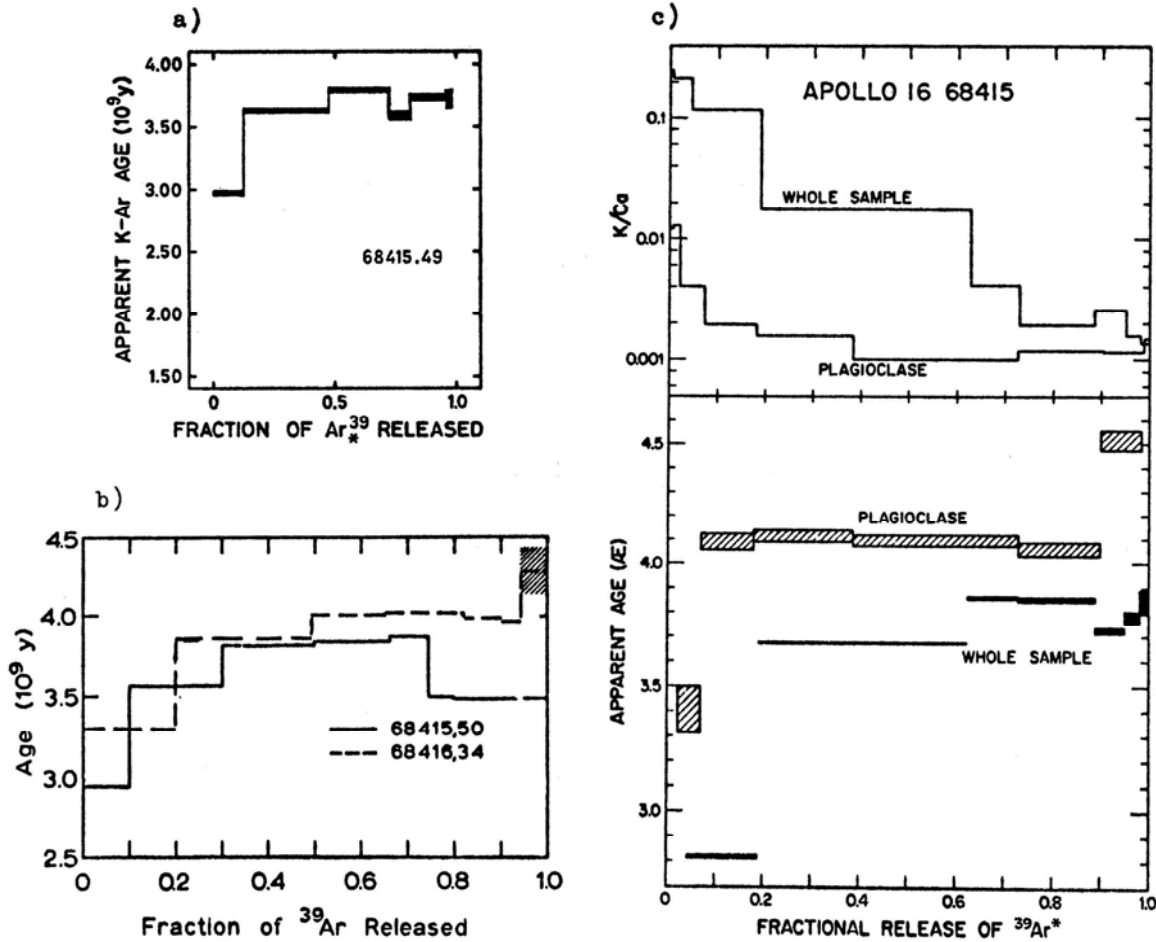 a)
APPARENT K-Ar AGE (10⁹y)
4.00
3.50
3.00
2.50
2.00
1.50
68415.49
0
0.5
1.0
FRACTION OF Ar*³⁹ RELEASED
b)
Age (10⁹ y)
4.5
4.0
3.5
3.0
2.5
68415,50
68416,34
0
0.2
0.4
0.6
0.8
1.0
Fraction of ³⁹Ar Released
c)
APOLLO 16 68415
K/Ca
0.1
0.01
0.001
WHOLE SAMPLE
PLAGIOCLASE
APPARENT AGE (Æ)
4.5
4.0
3.5
3.0
PLAGIOCLASE
WHOLE SAMPLE
0
0.2
0.4
0.6
0.8
1.0
FRACTIONAL RELEASE OF ³⁹Ar*